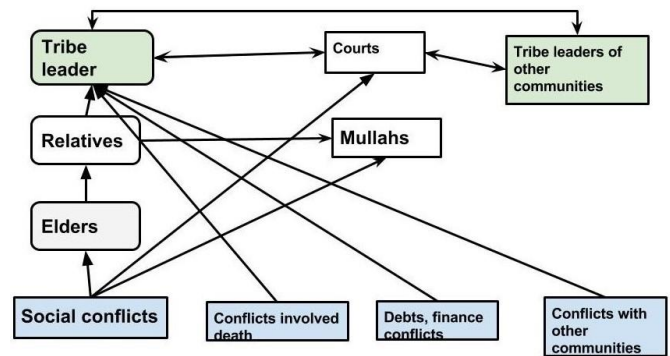 Tribe
leader
Courts
Tribe leaders of
other
communities
Relatives
Mullahs
Elders
Social conflicts
Conflicts involved
death
Debts, finance
conflicts
Conflicts with
other
communities